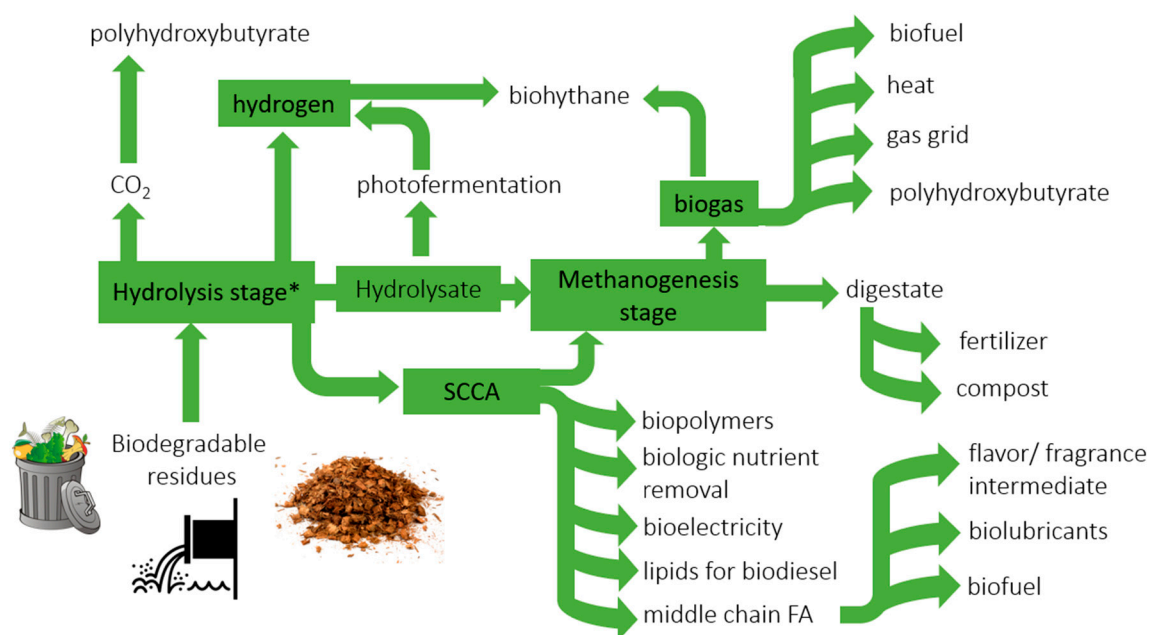 polyhydroxybutyrate
biofuel
hydrogen
biohythane
heat
gas grid
CO₂
photofermentation
biogas
polyhydroxybutyrate
Hydrolysis stage*
Hydrolysate
Methanogenesis
stage
digestate
fertilizer
SCCA
compost
Biodegradable
residues
biopolymers
biologic nutrient
removal
flavor/ fragrance
intermediate
bioelectricity
biolubricants
lipids for biodiesel
biofuel
middle chain FA